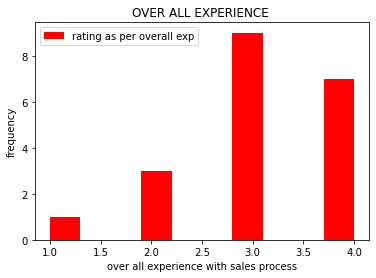 OVER ALL EXPERIENCE
rating as per overall exp
frequency
8
6
4
2
0
1.0 1.5 2.0 2.5 3.0 3.5 4.0
over all experience with sales process